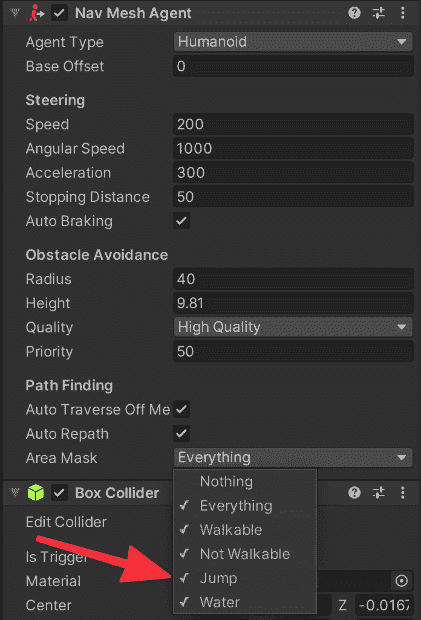 Nav Mesh Agent
Agent Type Humanoid
Base Offset 0
Steering
Speed 200
Angular Speed 1000
Acceleration 300
Stopping Distance 50
Auto Braking
Obstacle Avoidance
Radius 40
Height 9.81
Quality High Quality
Priority 50
Path Finding
Auto Traverse Off Me
Auto Repath
Area Mask Everything
Nothing
Box Collider Everything
Edit Collider Walkable
Is Trigger Not Walkable
Material Jump
Center Water Z -0.0167